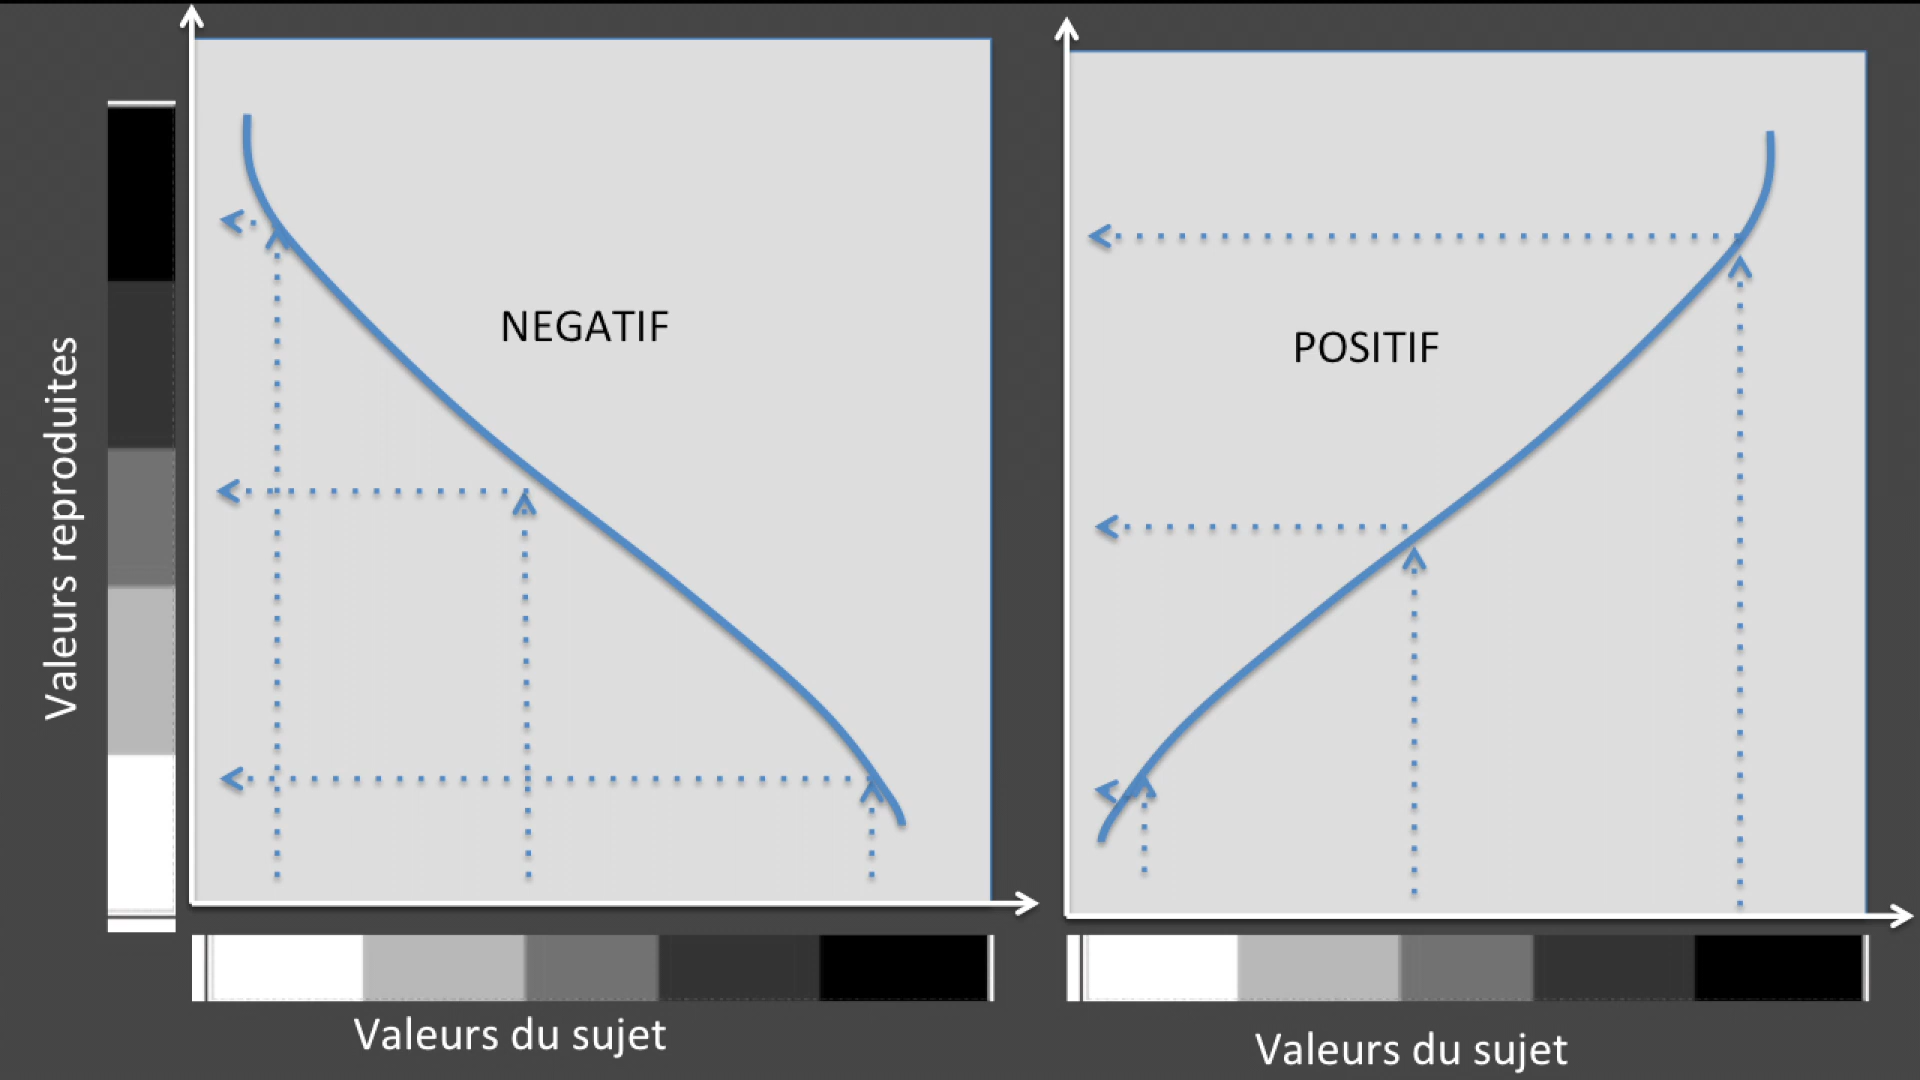 Valeurs reproduites
NEGATIF
Valeurs du sujet
POSITIF
Valeurs du sujet